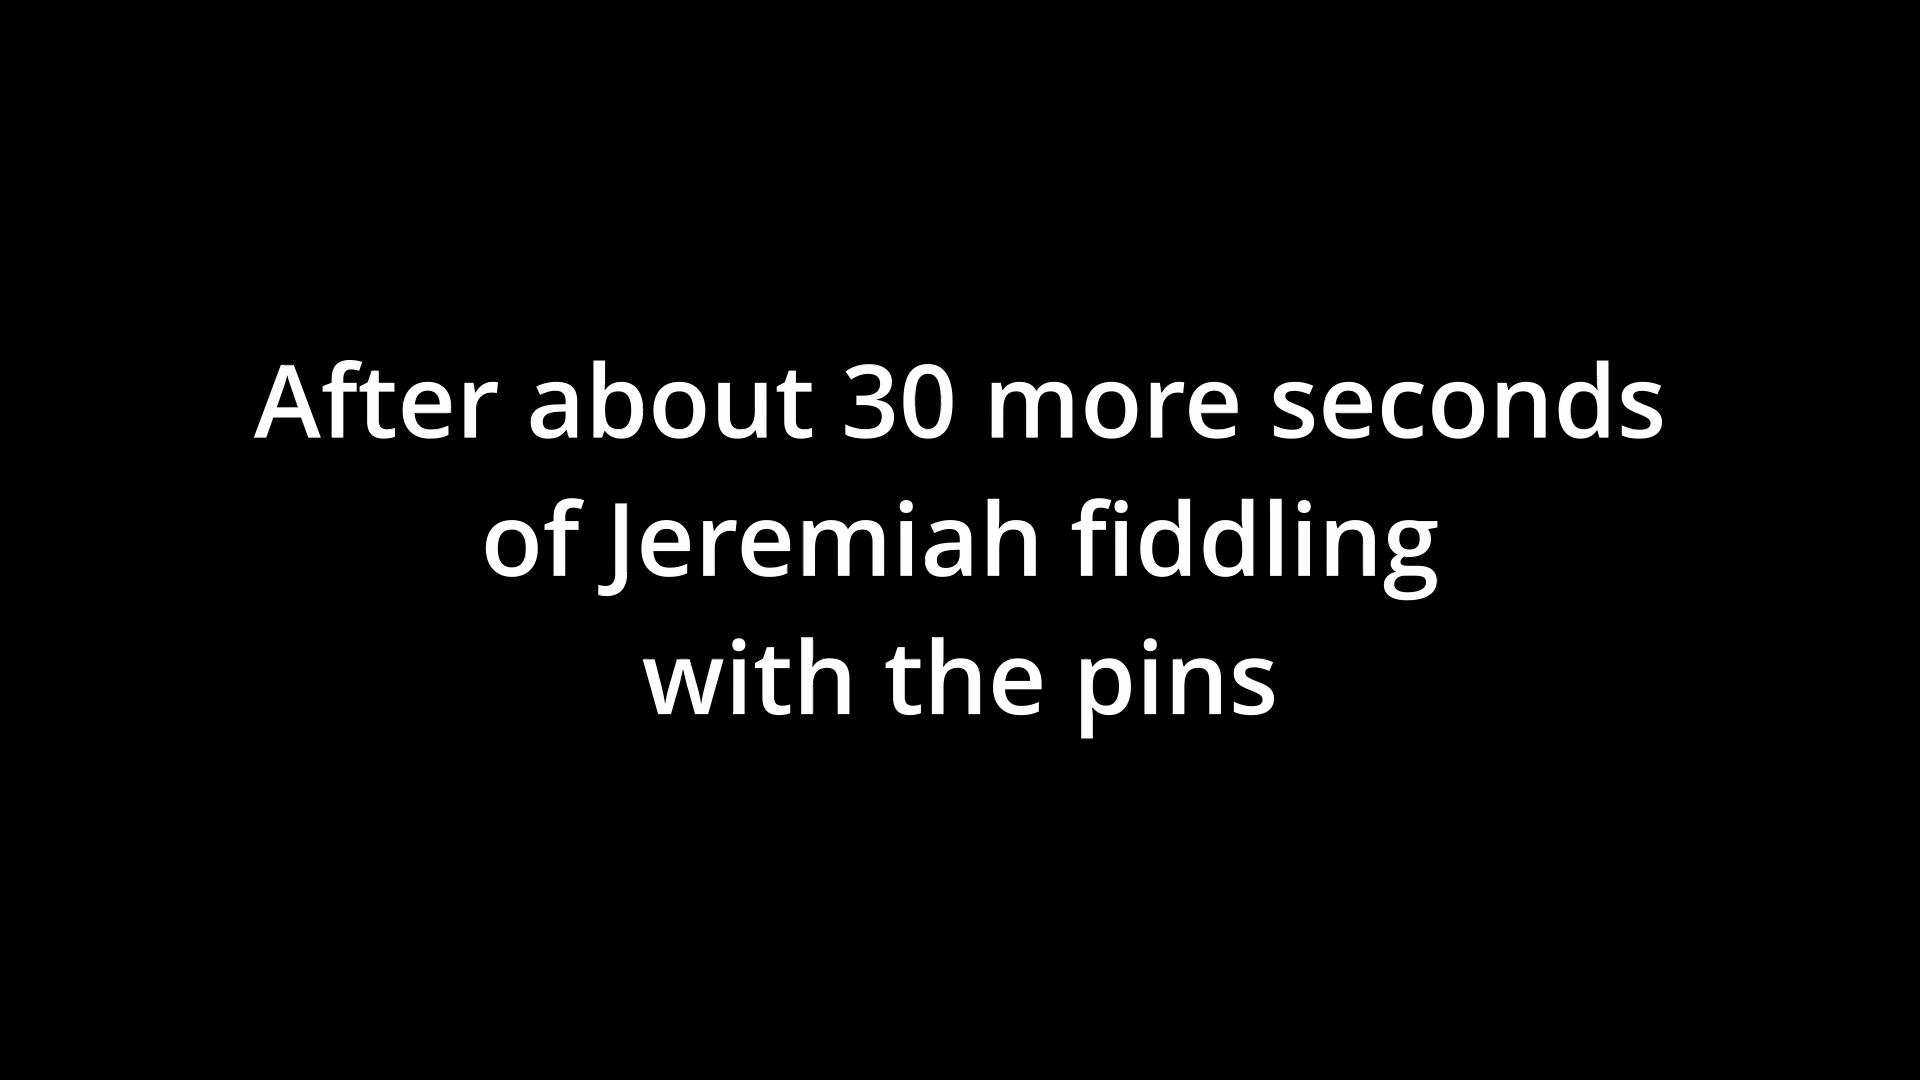 After about 30 more seconds
of Jeremiah fiddling
with the pins